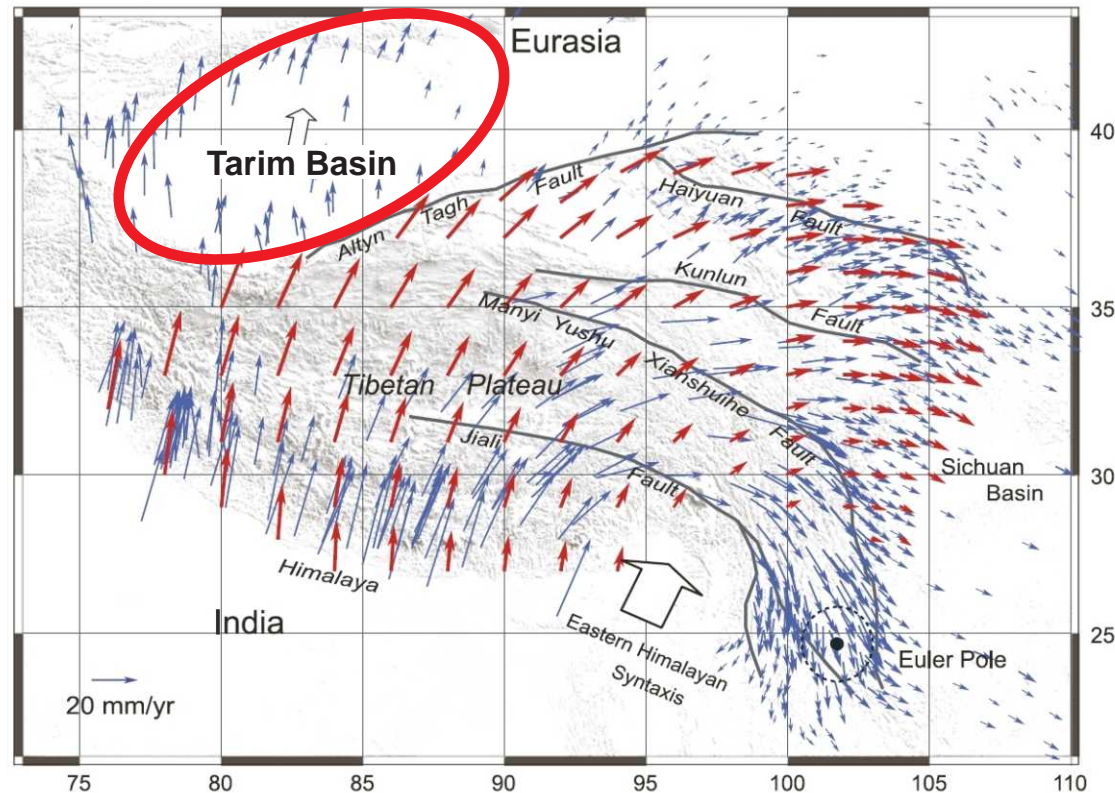 Eurasia
Tarim Basin
40
Altyn Tagh Fault
Haiyuan Fault
Kunlun Fault
35
Manyi Yushu Xianshuihe Fault
Tibetan Plateau
Jiali Fault
Sichuan
Basin
30
Himalaya
India
Eastern Himalayan
Syntaxis
25
Euler Pole
20 mm/yr
75 80 85 90 95 100 105 110